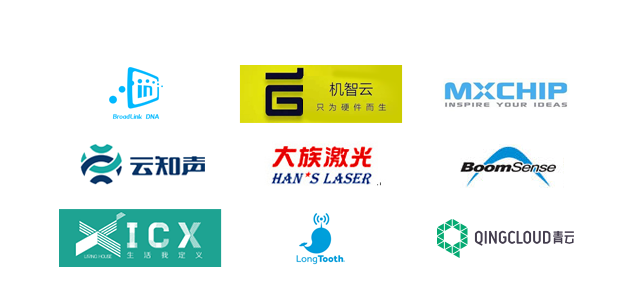 in
BroadLink DNA
机智云
只为硬件而生
MXCHIP
INSPIRE YOUR IDEAS
云知声
大族激光
HAN'S LASER
BoomSense
ICX
LIVING HOUSE
生活我定义
LongTooth
QINGCLOUD青云